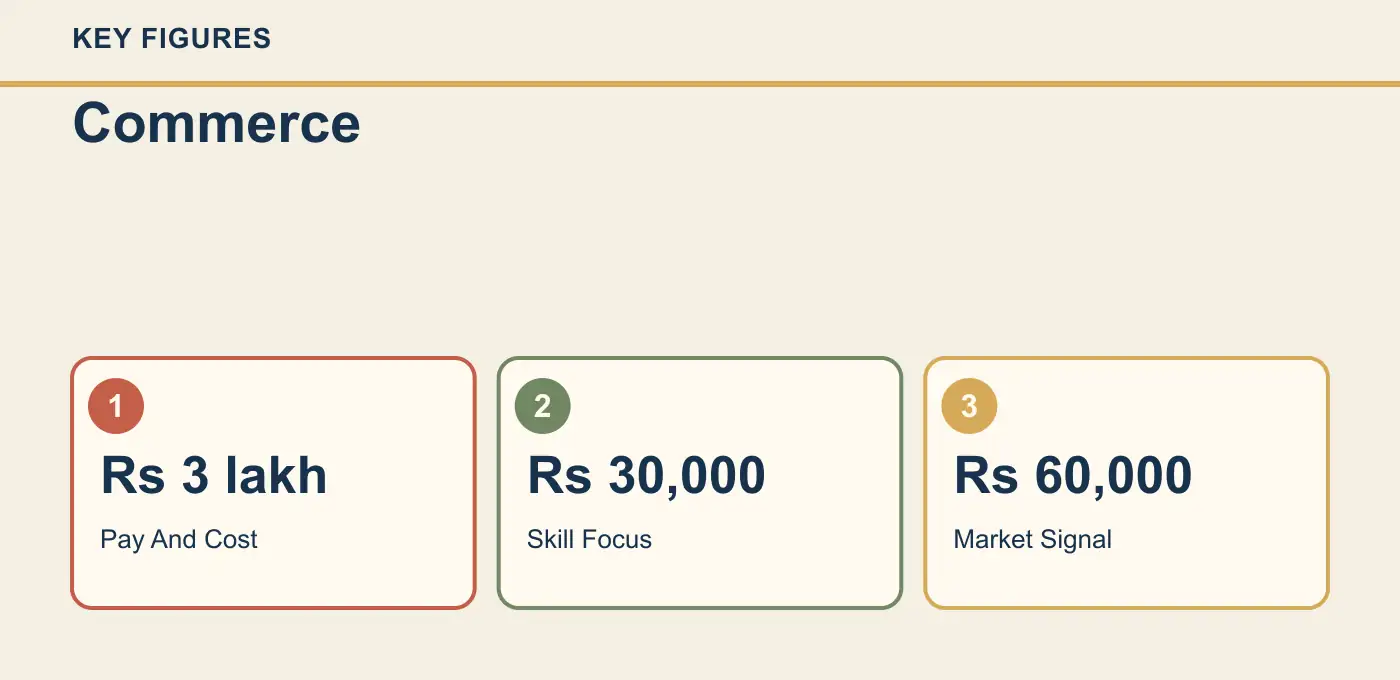 KEY FIGURES
Commerce
1
Rs 3 lakh
Pay And Cost
2
Rs 30,000
Skill Focus
3
Rs 60,000
Market Signal